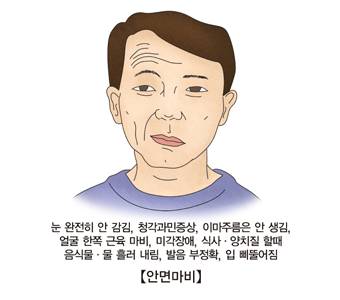 눈 완전히 안 감김, 청각과민증상, 이마주름은 안 생김,
얼굴 한쪽 근육 마비, 미각장애, 식사 · 양치질 할때
음식물 · 물 흘러 내림, 발음 부정확, 입 삐뚤어짐
【안면마비】